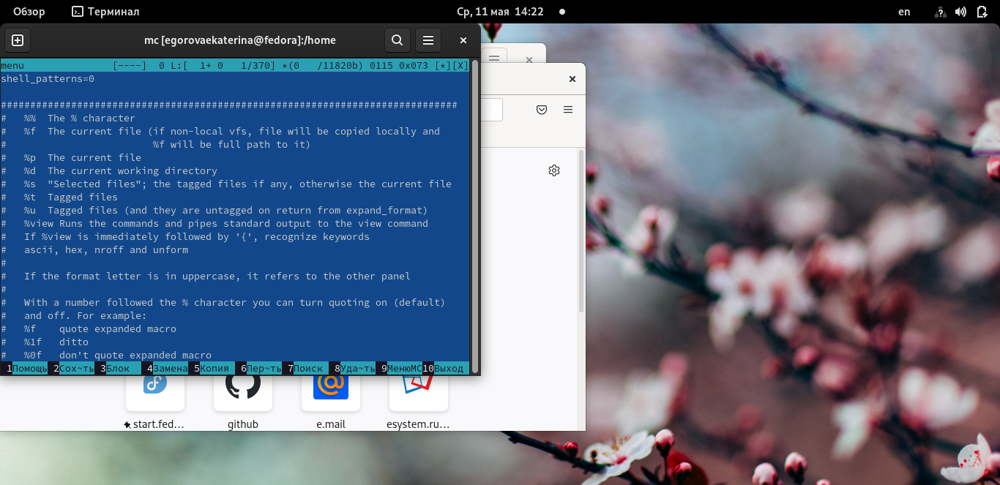 Обзор Терминал Ср, 11 мая 14:22 en
mc [egorovaekaterina@fedora]:/home
menu [----] 0 L:[ 1+ 0 1/370] *(0 /11820b) 0115 0x073 [*][X]
shell_patterns=0
##############################################################################
# %% The % character
# %f The current file (if non-local vfs, file will be copied locally and
# %f will be full path to it)
# %p The current file
# %d The current working directory
# %s "Selected files"; the tagged files if any, otherwise the current file
# %t Tagged files
# %u Tagged files (and they are untagged on return from expand_format)
# %view Runs the commands and pipes standard output to the view command
# If %view is immediately followed by '{', recognize keywords
# ascii, hex, nroff and unform
#
# If the format letter is in uppercase, it refers to the other panel
#
# With a number followed the % character you can turn quoting on (default)
# and off. For example:
# %f quote expanded macro
# %1f ditto
# %0f don't quote expanded macro
1Помощь 2Сох~ть 3Блок 4Замена 5Копия 6Пер~ть 7Поиск 8Уда~ть 9МенюMC 10Выход
start.fed… github e.mail esystem.ru…